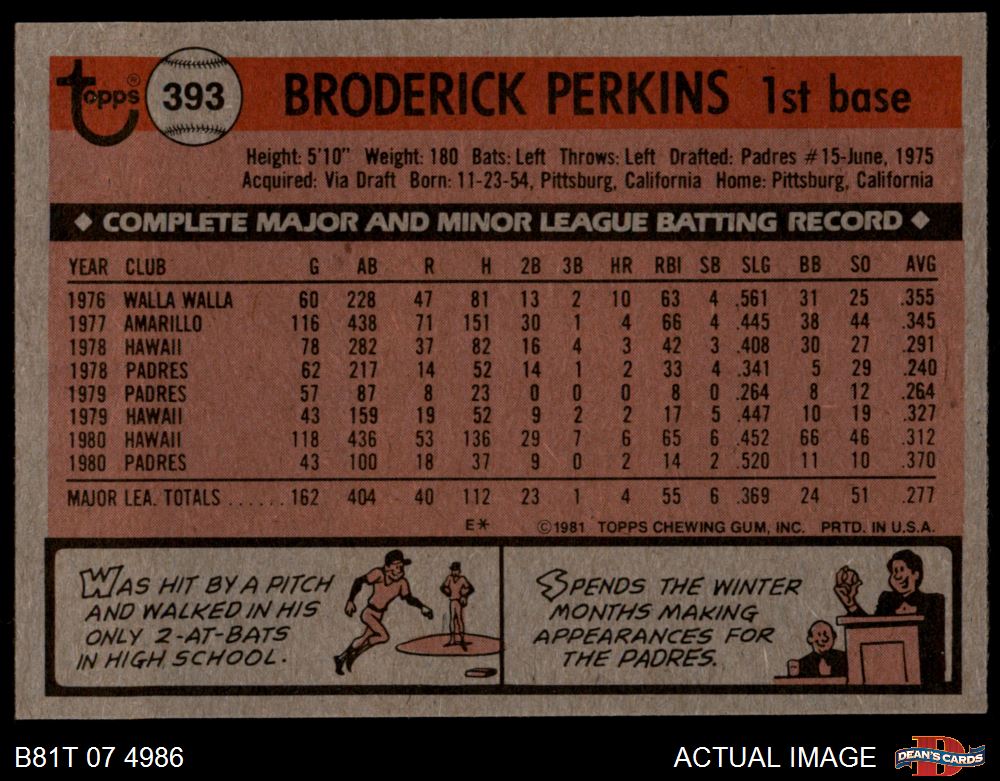 topps® 393 BRODERICK PERKINS 1st base
Height: 5'10" Weight: 180 Bats: Left Throws: Left Drafted: Padres #15-June, 1975
Acquired: Via Draft Born: 11-23-54, Pittsburg, California Home: Pittsburg, California
◆ COMPLETE MAJOR AND MINOR LEAGUE BATTING RECORD ◆
YEAR CLUB G AB R H 2B 3B HR RBI SB SLG BB SO AVG
1976 WALLA WALLA 60 228 47 81 13 2 10 63 4 .561 31 25 .355
1977 AMARILLO 116 438 71 151 30 1 4 66 4 .445 38 44 .345
1978 HAWAII 78 282 37 82 16 4 3 42 3 .408 30 27 .291
1978 PADRES 62 217 14 52 14 1 2 33 4 .341 5 29 .240
1979 PADRES 57 87 8 23 0 0 0 8 0 .264 8 12 .264
1979 HAWAII 43 159 19 52 9 2 2 17 5 .447 10 19 .327
1980 HAWAII 118 436 53 136 29 7 6 65 6 .452 66 46 .312
1980 PADRES 43 100 18 37 9 0 2 14 2 .520 11 10 .370
MAJOR LEA. TOTALS ...... 162 404 40 112 23 1 4 55 6 .369 24 51 .277
E* ©1981 TOPPS CHEWING GUM, INC. PRTD. IN U.S.A.
WAS HIT BY A PITCH
AND WALKED IN HIS
ONLY 2-AT-BATS
IN HIGH SCHOOL.
SPENDS THE WINTER
MONTHS MAKING
APPEARANCES FOR
THE PADRES.
B81T 07 4986
ACTUAL IMAGE
D
DEAN'S CARDS